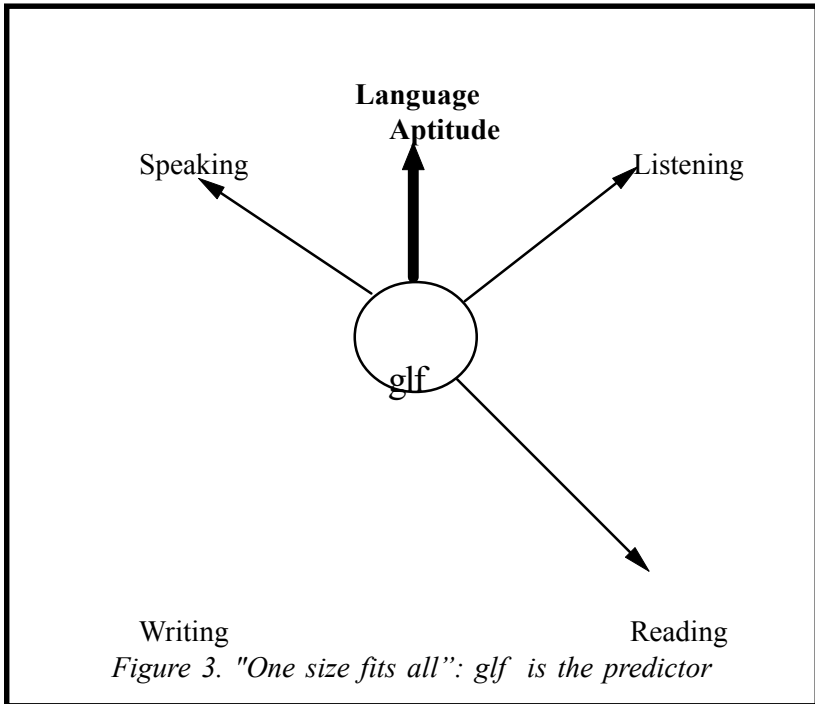 Language
Aptitude
Speaking
Listening
glf
Writing
Reading
Figure 3. "One size fits all”: glf is the predictor